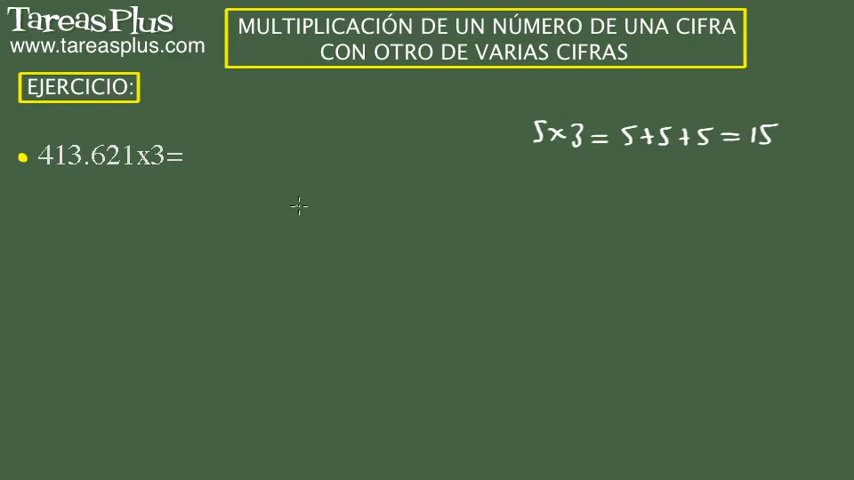 TareasPlus
www.tareasplus.com
MULTIPLICACIÓN DE UN NÚMERO DE UNA CIFRA
CON OTRO DE VARIAS CIFRAS
EJERCICIO:
5x3 = 5+5+5 = 15
• 413.621x3=